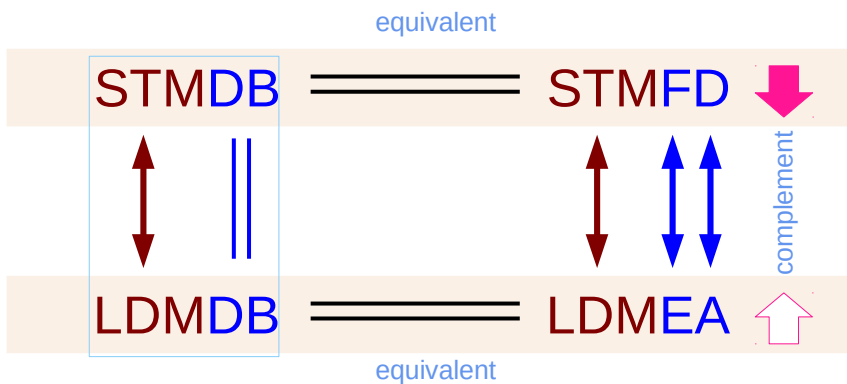 equivalent
STMDB STMFD
complement
LDMDB LDMEA
equivalent